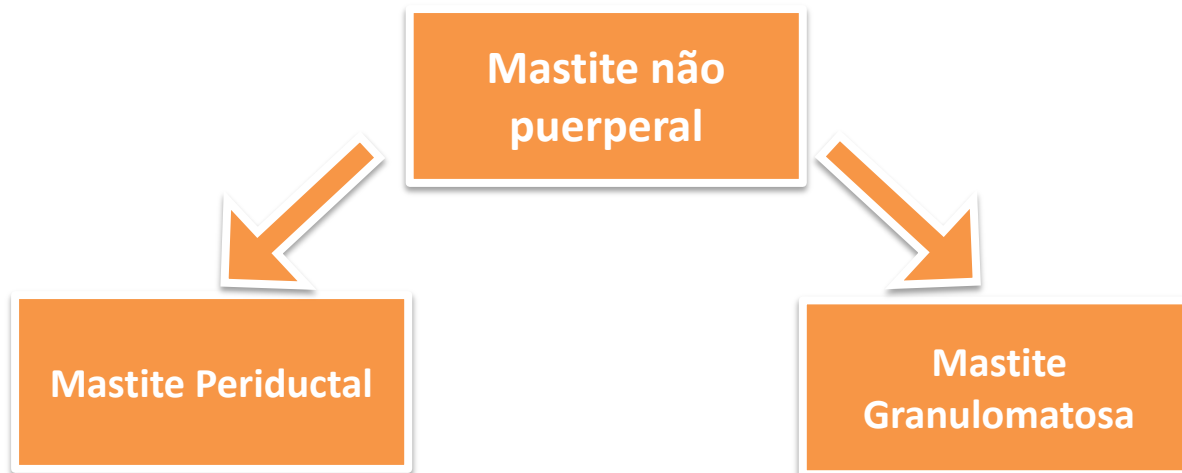 Mastite não
puerperal
Mastite Periductal
Mastite
Granulomatosa